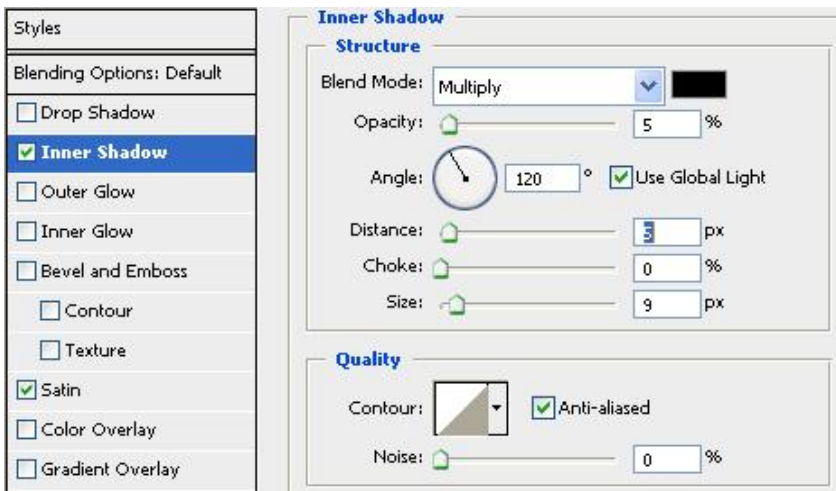 Styles
Blending Options: Default
Drop Shadow
Inner Shadow
Outer Glow
Inner Glow
Bevel and Emboss
Contour
Texture
Satin
Color Overlay
Gradient Overlay
Inner Shadow
Structure
Blend Mode: Multiply
Opacity: 5 %
Angle: 120 ° Use Global Light
Distance: 5 px
Choke: 0 %
Size: 9 px
Quality
Contour: Anti-aliased
Noise: 0 %